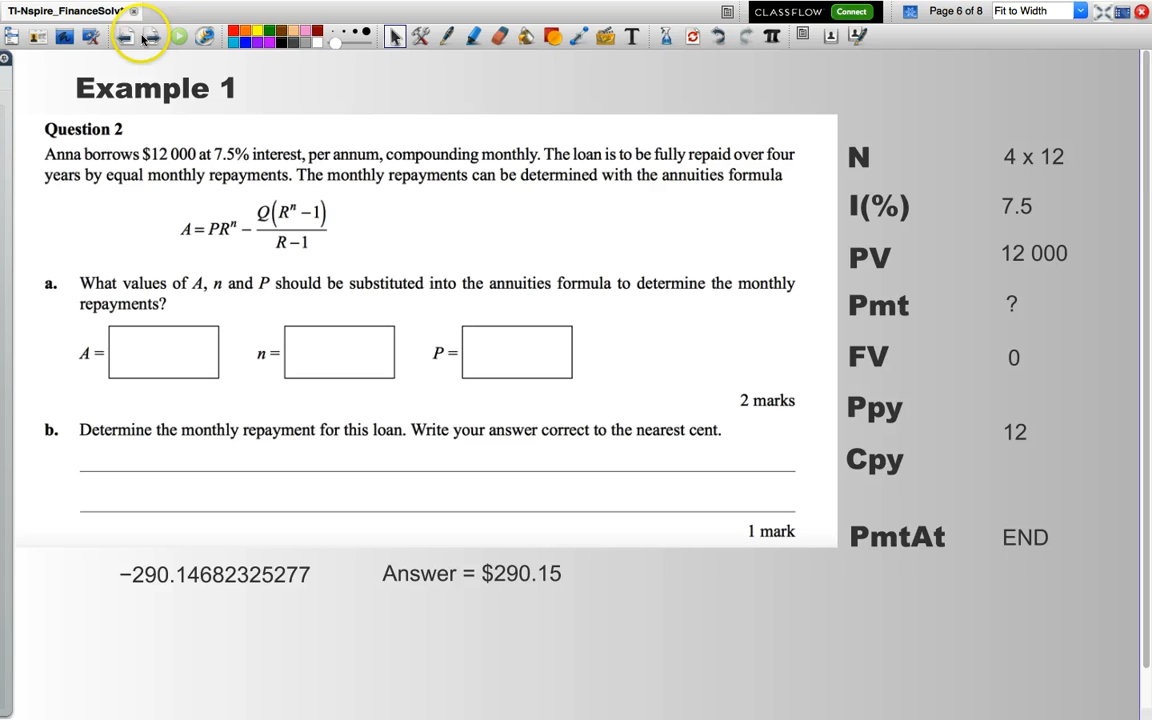 TI-Nspire_FinanceSolv*
CLASSFLOW Connect
Page 6 of 8
Fit to Width
Example 1
Question 2
Anna borrows $12 000 at 7.5% interest, per annum, compounding monthly. The loan is to be fully repaid over four
years by equal monthly repayments. The monthly repayments can be determined with the annuities formula
A = PRⁿ − Q(Rⁿ − 1) / R − 1
a. What values of A, n and P should be substituted into the annuities formula to determine the monthly
repayments?
A = n = P =
2 marks
b. Determine the monthly repayment for this loan. Write your answer correct to the nearest cent.
1 mark
−290.14682325277 Answer = $290.15
N 4 x 12
I(%) 7.5
PV 12 000
Pmt ?
FV 0
Ppy
12
Cpy
PmtAt END